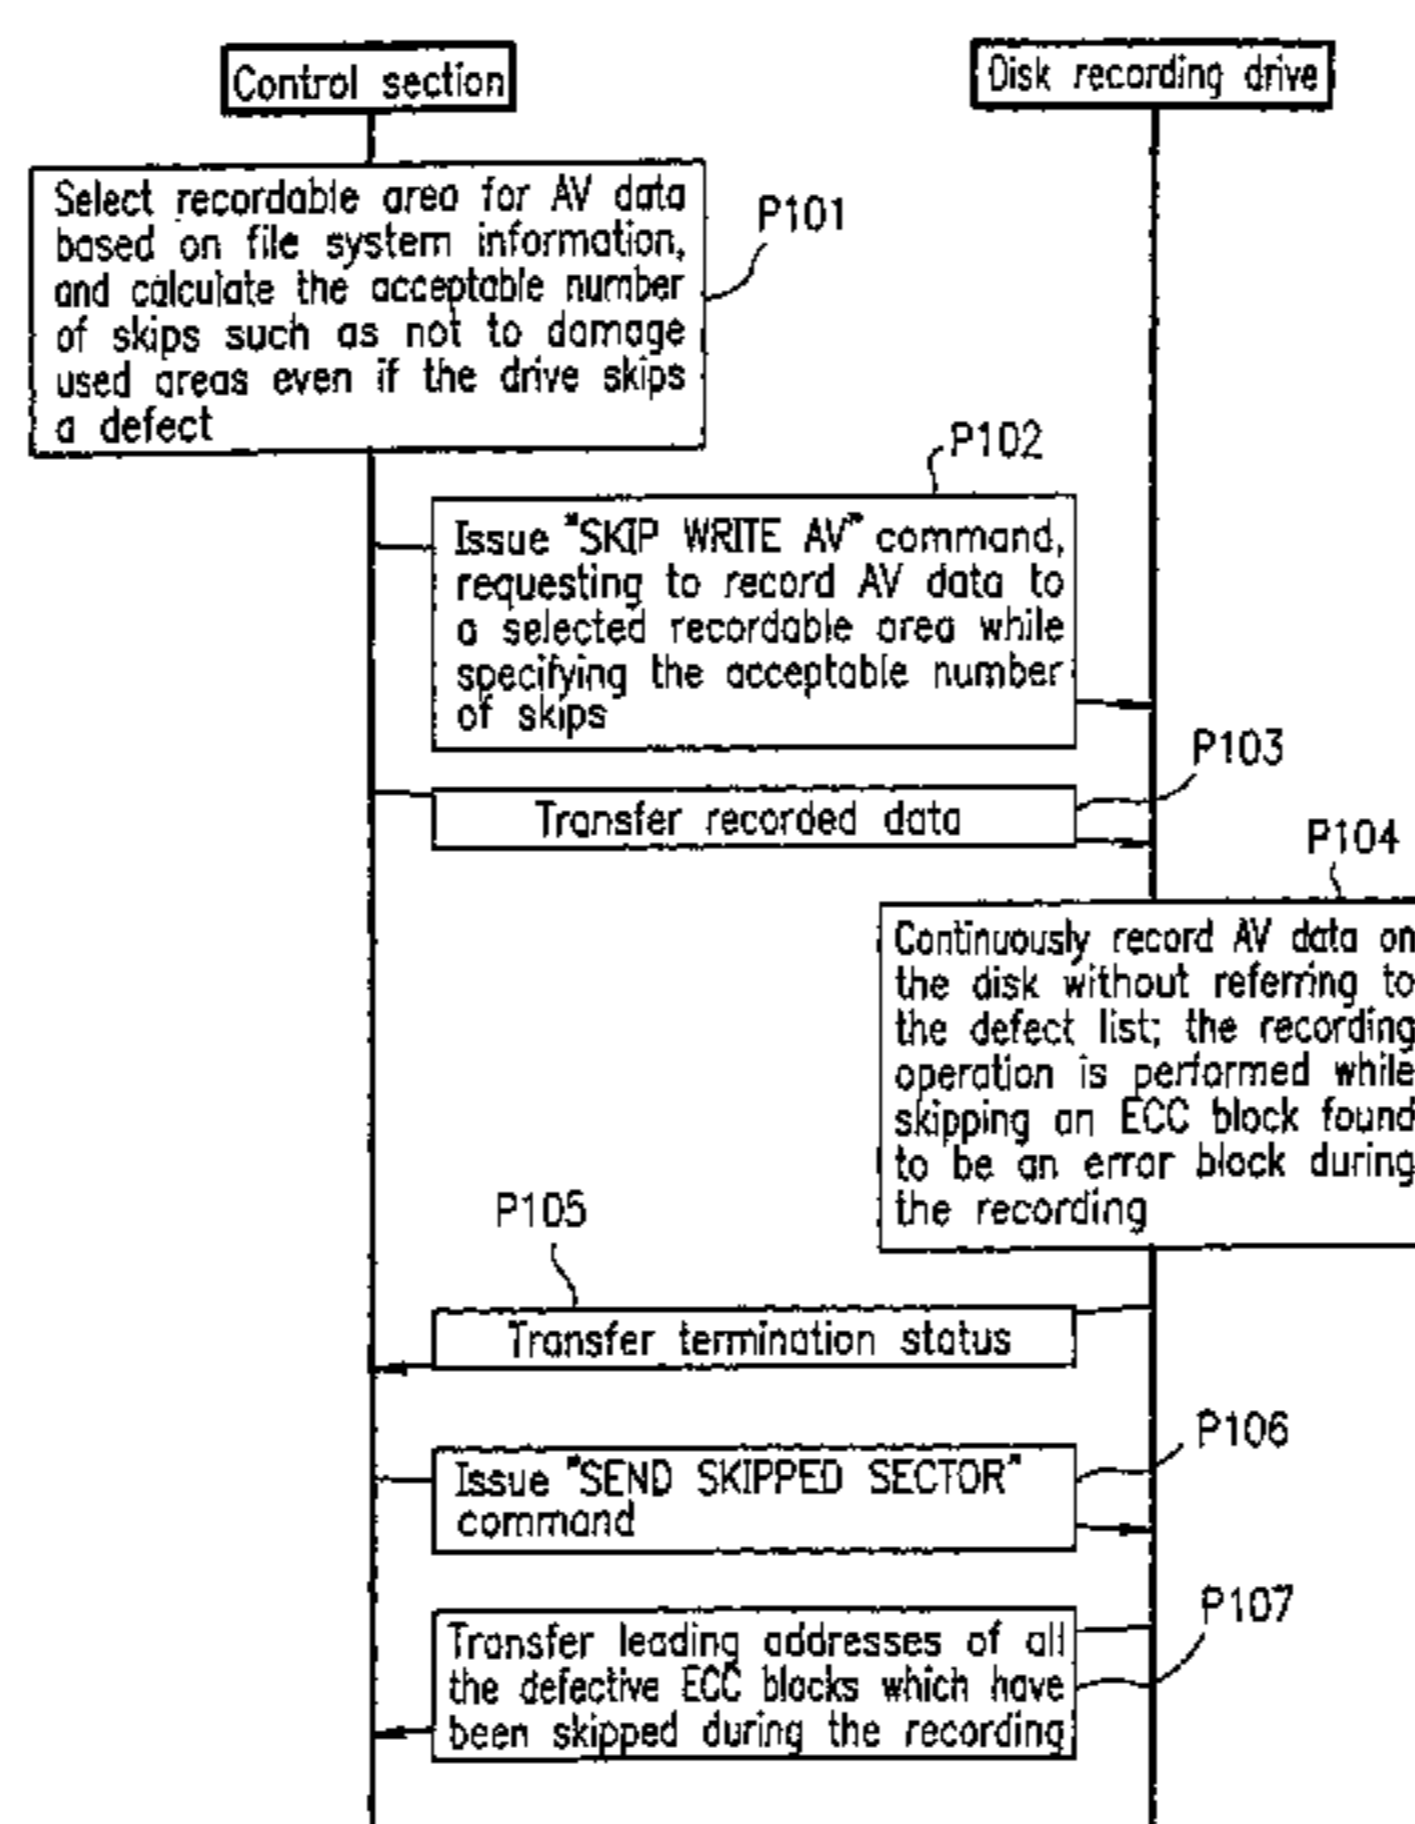 Control section
Disk recording drive
Select recordable area for AV data
based on file system information,
and calculate the acceptable number
of skips such as not to damage
used areas even if the drive skips
a defect
P101
P102
Issue "SKIP WRITE AV" command,
requesting to record AV data to
a selected recordable area while
specifying the acceptable number
of skips
P103
Transfer recorded data
P104
Continuously record AV data on
the disk without referring to
the defect list; the recording
operation is performed while
skipping an ECC block found
to be an error block during
the recording
P105
Transfer termination status
P106
Issue "SEND SKIPPED SECTOR"
command
P107
Transfer leading addresses of all
the defective ECC blocks which have
been skipped during the recording